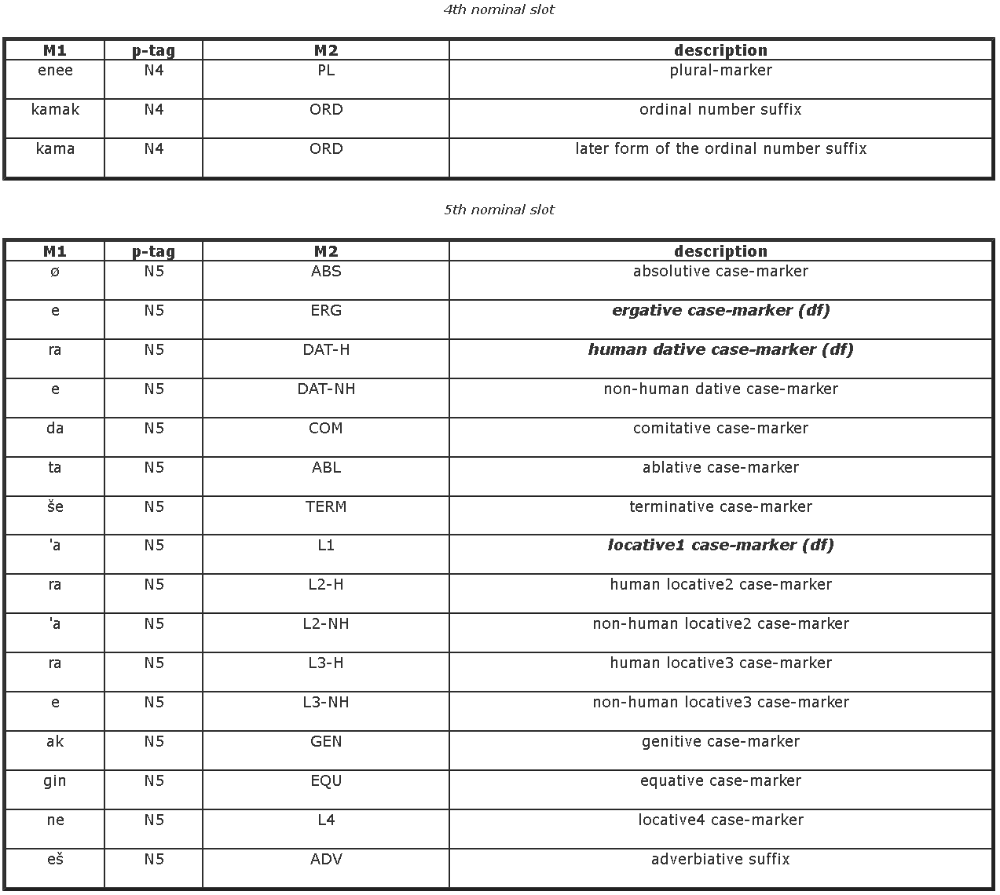 4th nominal slot
M1 p-tag M2 description
enee N4 PL plural-marker
kamak N4 ORD ordinal number suffix
kama N4 ORD later form of the ordinal number suffix
5th nominal slot
M1 p-tag M2 description
ø N5 ABS absolutive case-marker
e N5 ERG ergative case-marker (df)
ra N5 DAT-H human dative case-marker (df)
e N5 DAT-NH non-human dative case-marker
da N5 COM comitative case-marker
ta N5 ABL ablative case-marker
še N5 TERM terminative case-marker
'a N5 L1 locative1 case-marker (df)
ra N5 L2-H human locative2 case-marker
'a N5 L2-NH non-human locative2 case-marker
ra N5 L3-H human locative3 case-marker
e N5 L3-NH non-human locative3 case-marker
ak N5 GEN genitive case-marker
gin N5 EQU equative case-marker
ne N5 L4 locative4 case-marker
eš N5 ADV adverbiative suffix